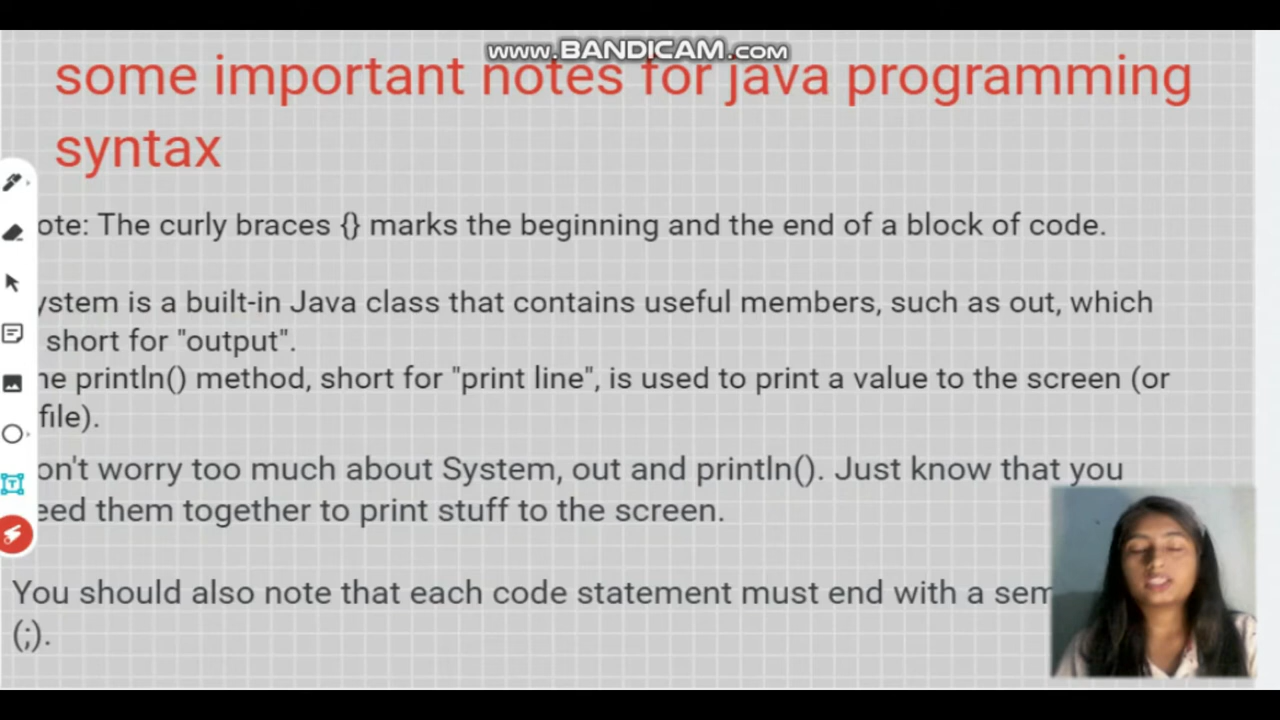 www.BANDICAM.com
some important notes for java programming
syntax
ote: The curly braces {} marks the beginning and the end of a block of code.
ystem is a built-in Java class that contains useful members, such as out, which
short for "output".
he println() method, short for "print line", is used to print a value to the screen (or
file).
on't worry too much about System, out and println(). Just know that you
eed them together to print stuff to the screen.
You should also note that each code statement must end with a sem
(;).